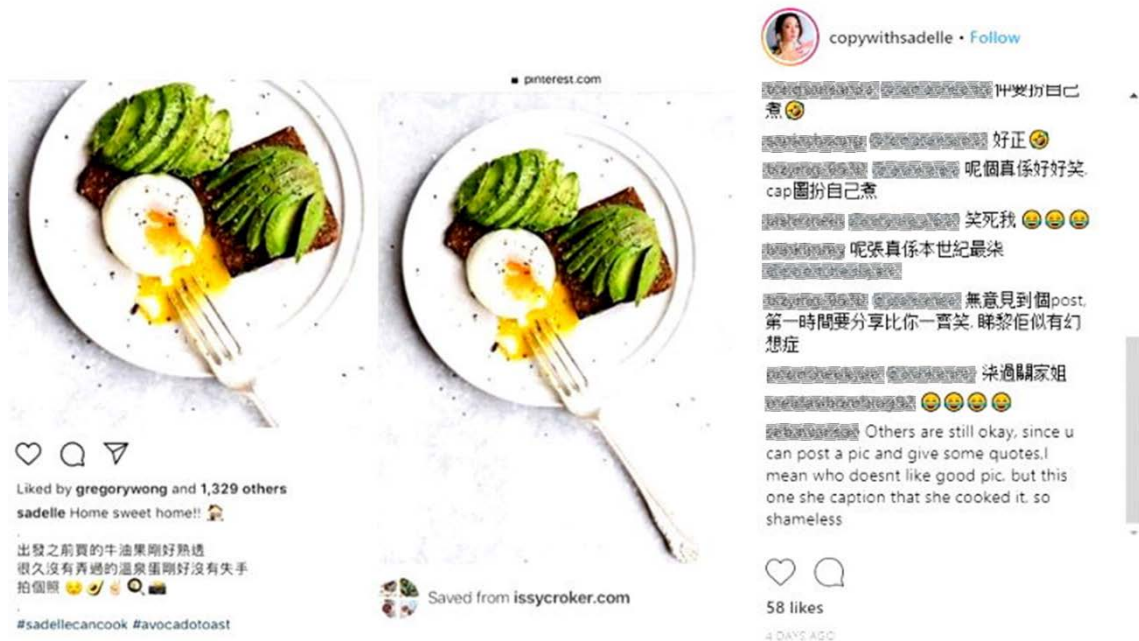 Liked by gregorywong and 1,329 others
sadelle Home sweet home!! 🏠
.
出發之前買的牛油果剛好熟透
很久沒有弄過的溫泉蛋剛好沒有失手
拍個照 😌🥑✌🏻🍳📸
.
#sadellecancook #avocadotoast
pinterest.com
Saved from issycroker.com
copywithsadelle • Follow
仲要扮自己
煮🤣
好正🤣
呢個真係好好笑.
cap圖扮自己煮
笑死我 😂😂😂
呢張真係本世紀最柒
無意見到個post,
第一時間要分享比你一齊笑. 睇黎佢似有幻
想症
柒過關家姐
😂😂😂😂
Others are still okay, since u
can post a pic and give some quotes,I
mean who doesnt like good pic. but this
one she caption that she cooked it. so
shameless
58 likes
4 DAYS AGO